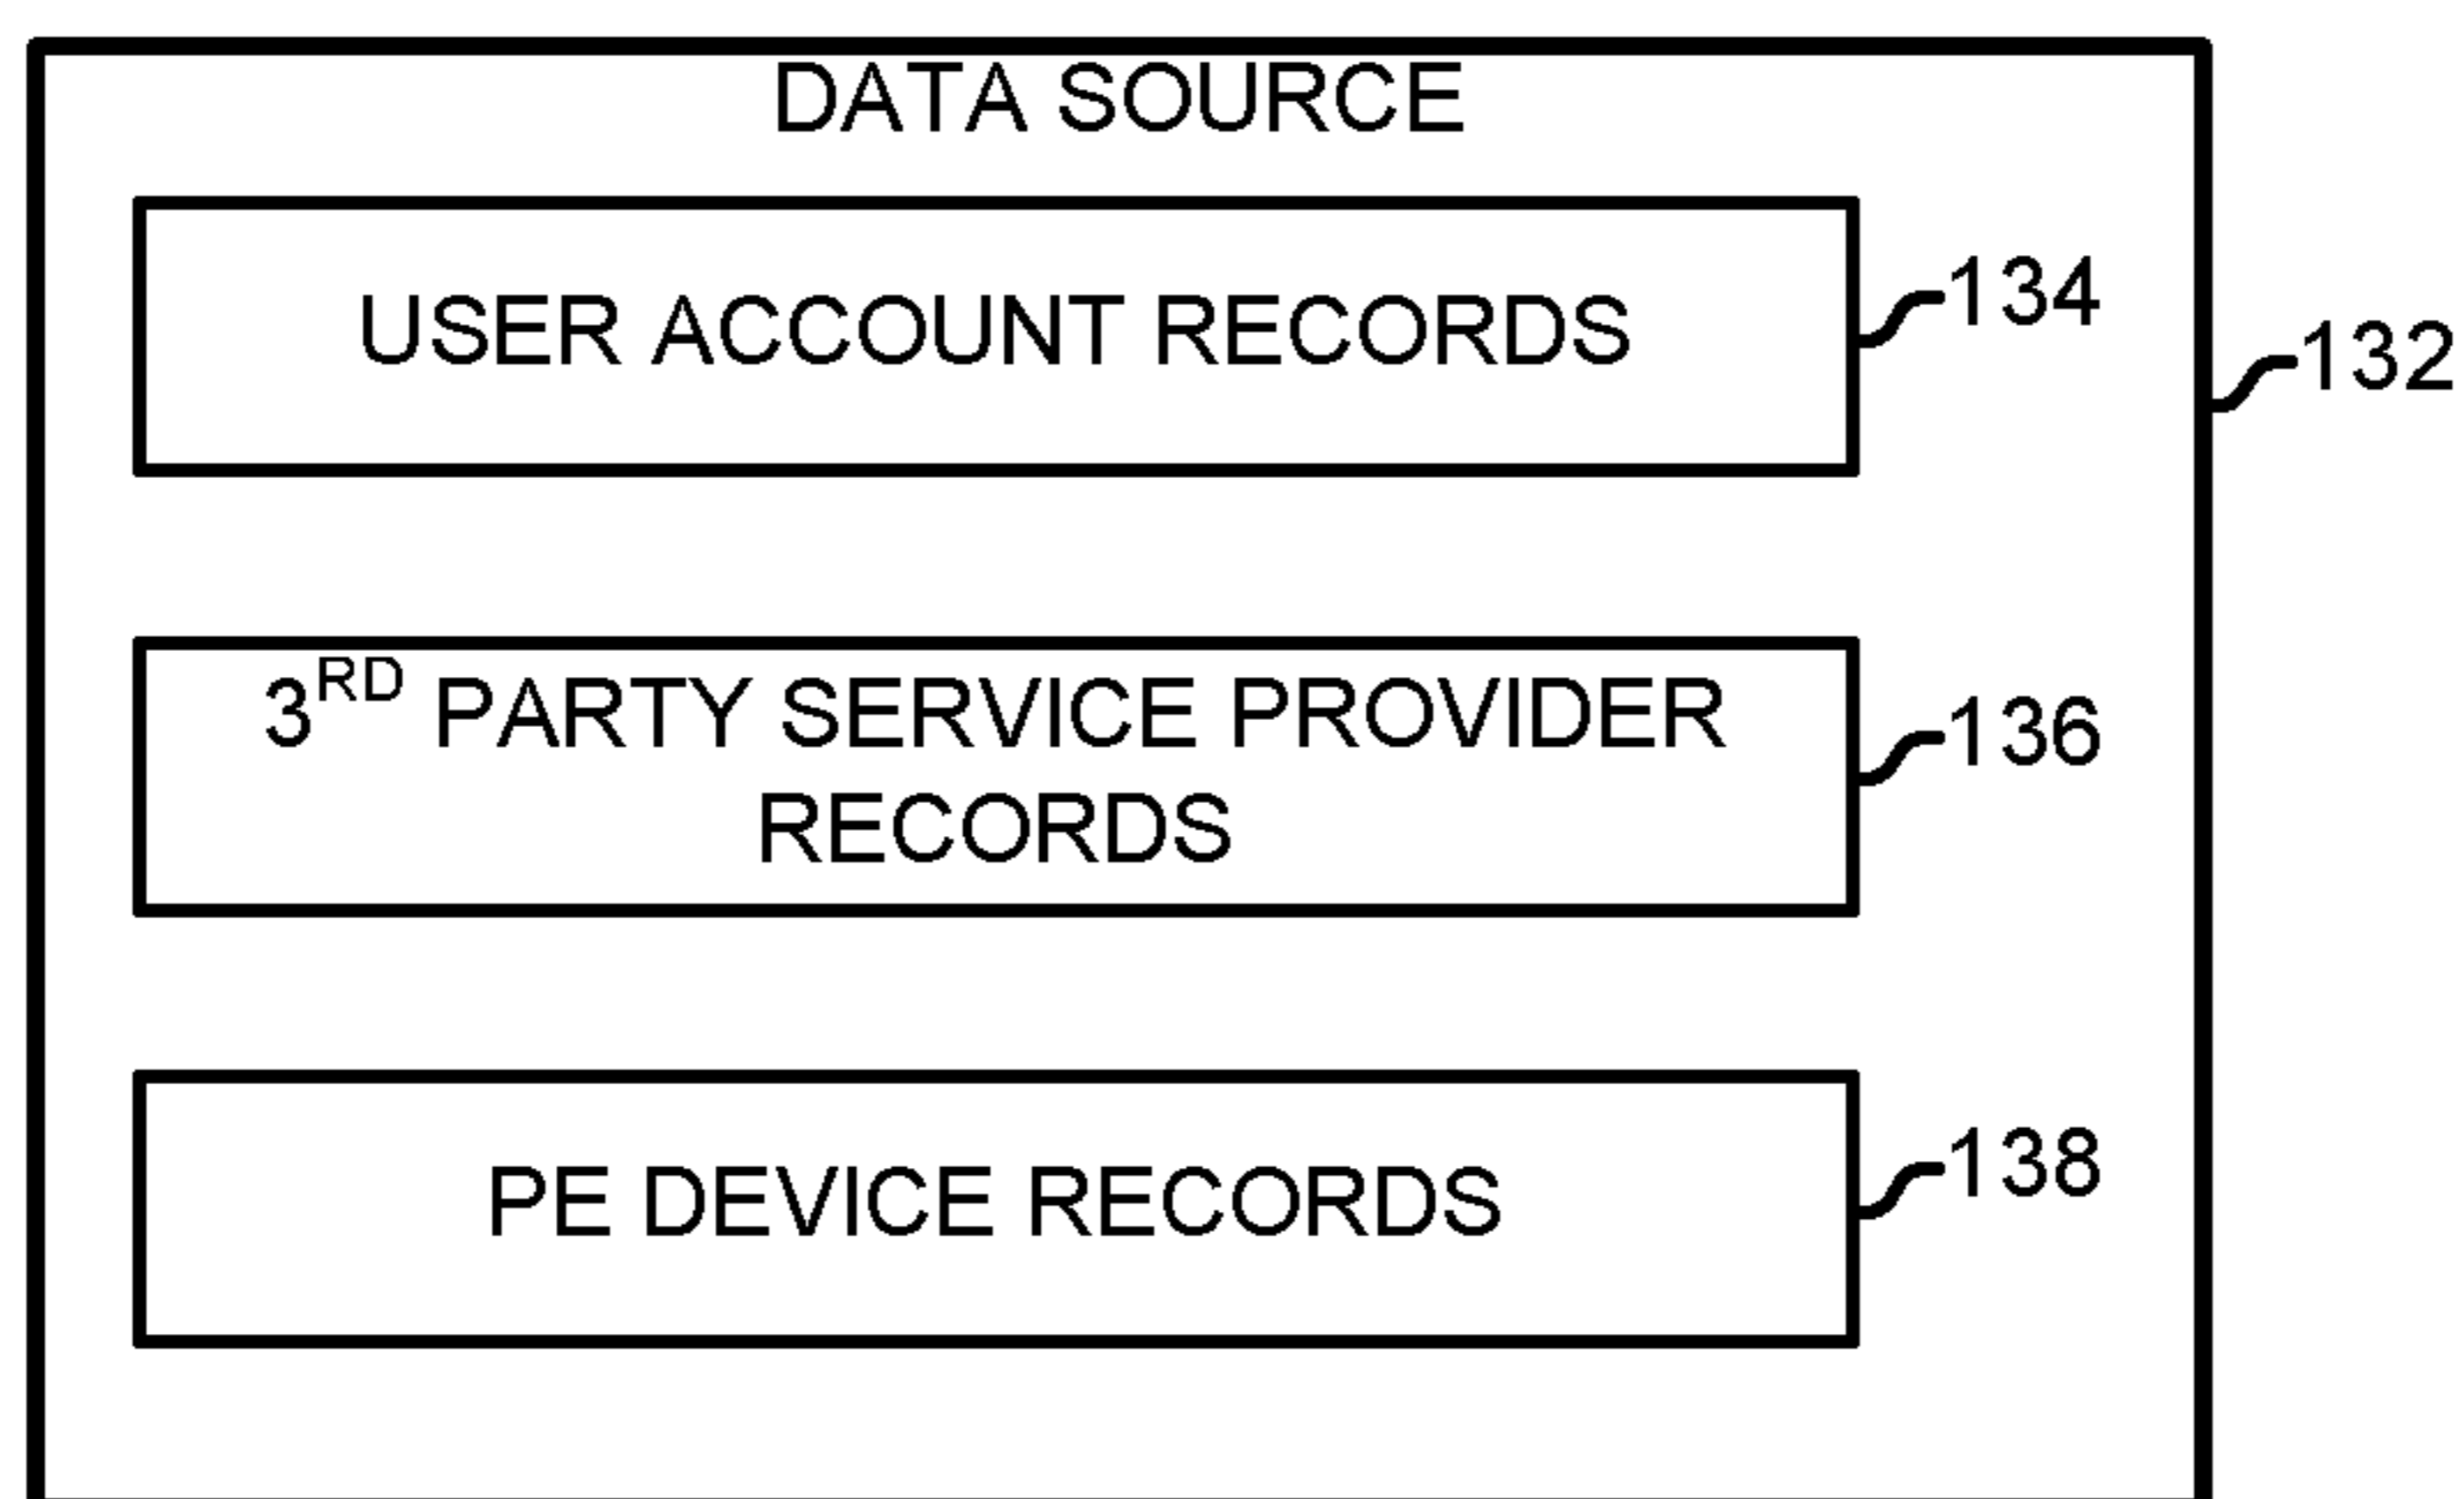 DATA SOURCE
USER ACCOUNT RECORDS
134
132
3RD PARTY SERVICE PROVIDER
RECORDS
136
PE DEVICE RECORDS
138